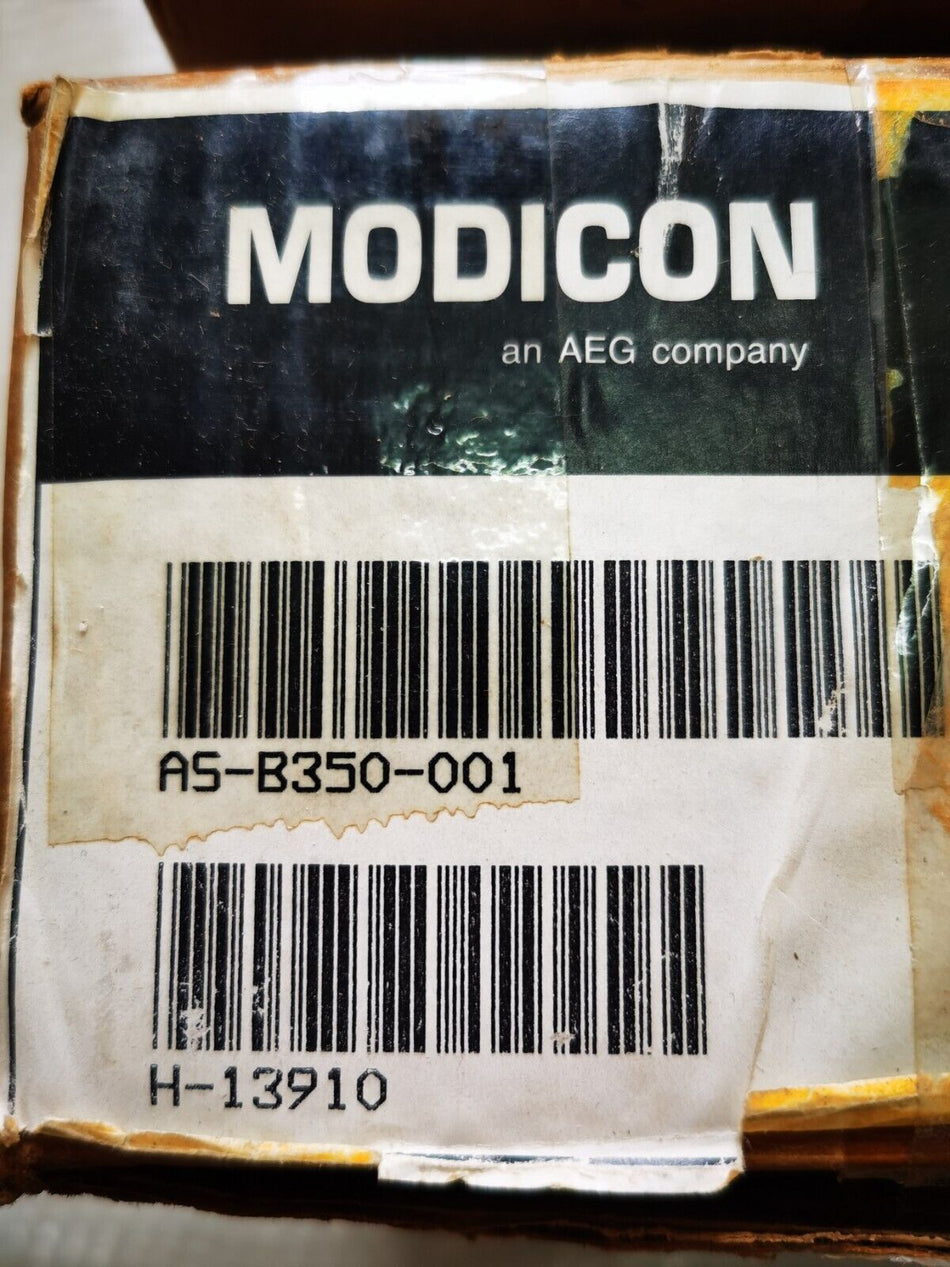 MODICON
an AEG company
AS-B350-001
H-13910